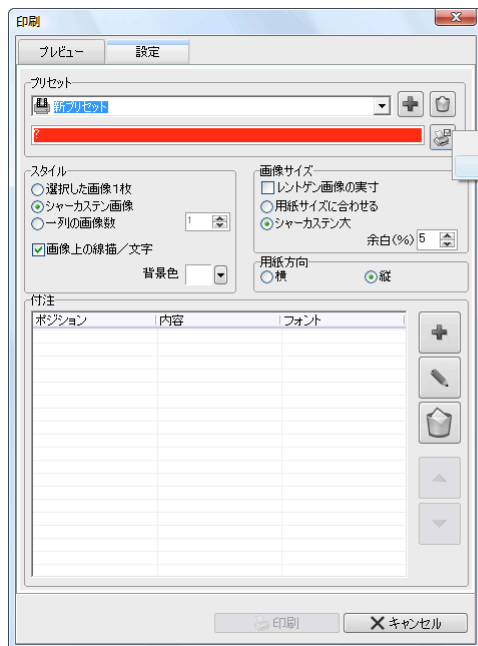 印刷
プレビュー 設定
プリセット
新プリセット
?
スタイル
選択した画像1枚
シャーカステン画像
一列の画像数 1
画像上の線描／文字
背景色
画像サイズ
レントゲン画像の実寸
用紙サイズに合わせる
シャーカステン大
余白(%) 5
用紙方向
横 縦
付注
ポジション 内容 フォント
印刷 キャンセル